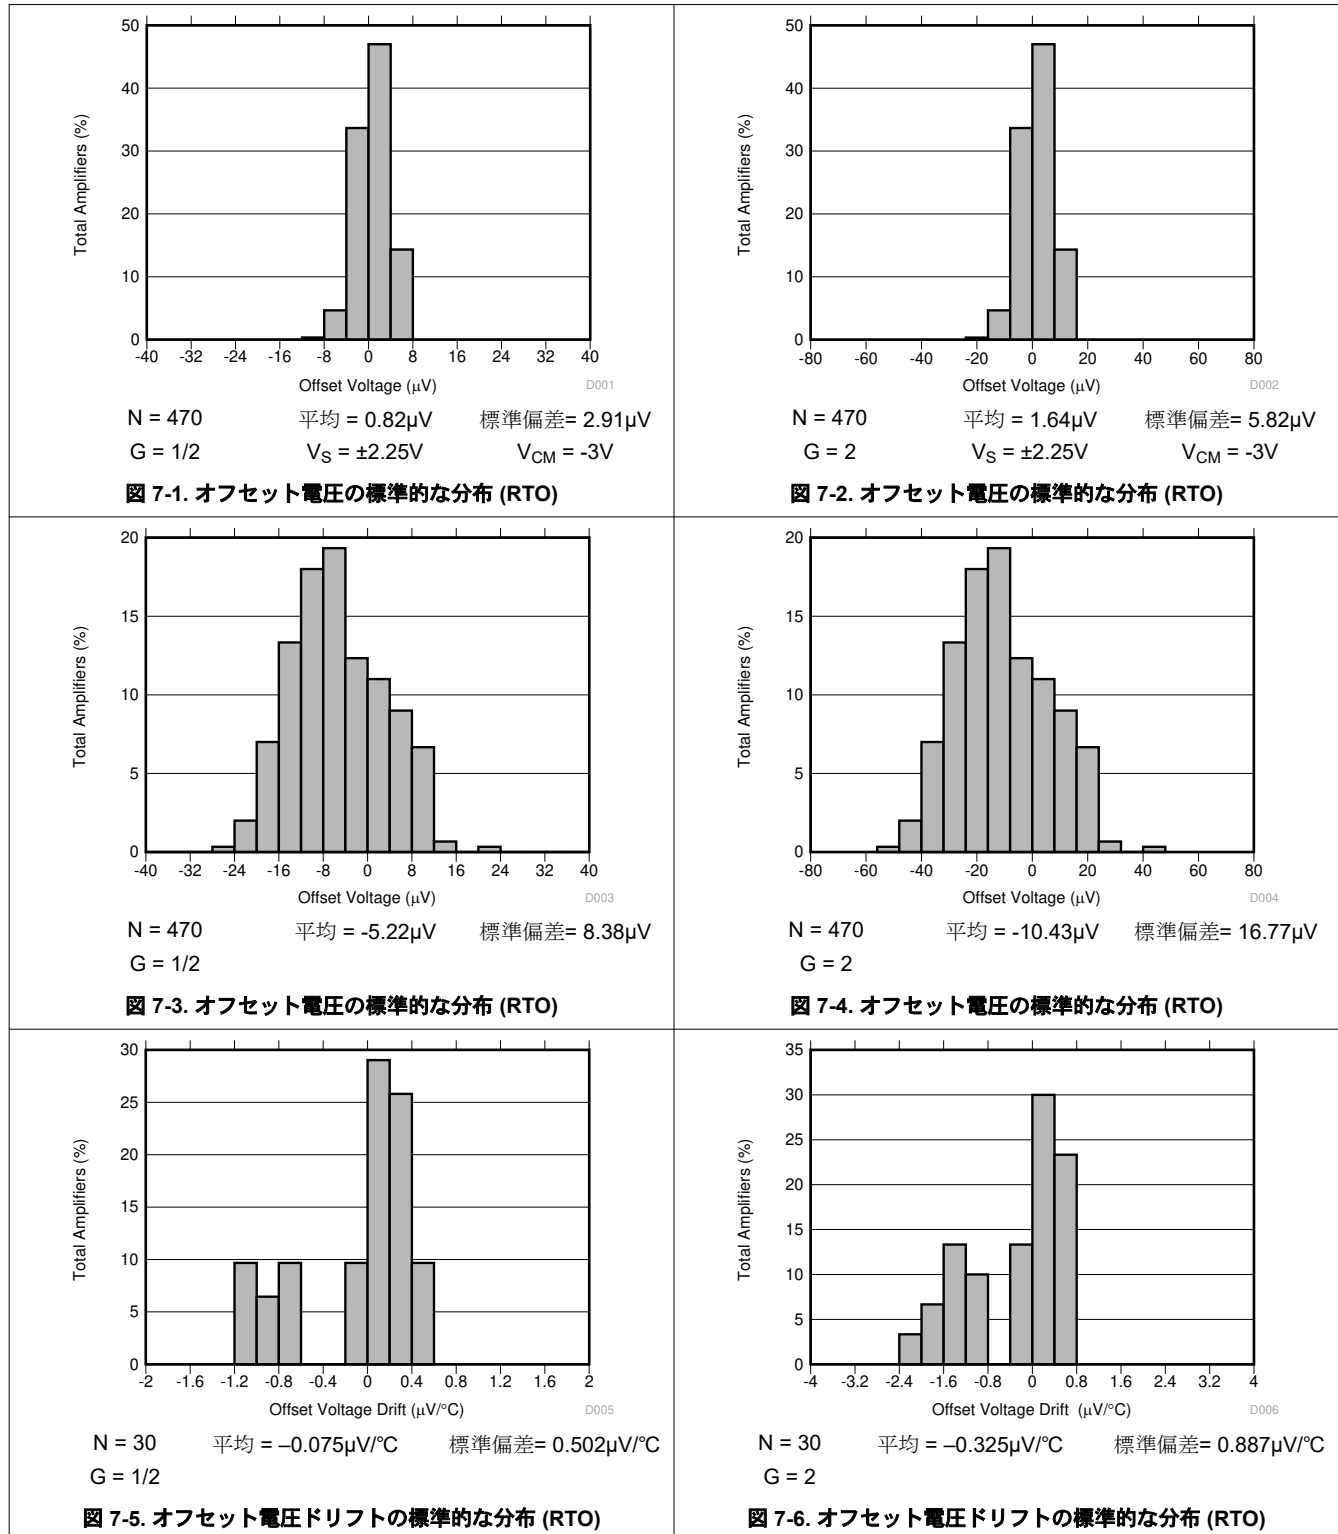 50
40
30
20
10
0
Total Amplifiers (%)
-40 -32 -24 -16 -8 0 8 16 24 32 40
Offset Voltage (µV)
D001
N = 470 平均 = 0.82µV 標準偏差= 2.91µV
G = 1/2 VS = ±2.25V VCM = -3V
図 7-1. オフセット電圧の標準的な分布 (RTO)
50
40
30
20
10
0
Total Amplifiers (%)
-80 -60 -40 -20 0 20 40 60 80
Offset Voltage (µV)
D002
N = 470 平均 = 1.64µV 標準偏差= 5.82µV
G = 2 VS = ±2.25V VCM = -3V
図 7-2. オフセット電圧の標準的な分布 (RTO)
20
15
10
5
0
Total Amplifiers (%)
-40 -32 -24 -16 -8 0 8 16 24 32 40
Offset Voltage (µV)
D003
N = 470 平均 = -5.22µV 標準偏差= 8.38µV
G = 1/2
図 7-3. オフセット電圧の標準的な分布 (RTO)
20
15
10
5
0
Total Amplifiers (%)
-80 -60 -40 -20 0 20 40 60 80
Offset Voltage (µV)
D004
N = 470 平均 = -10.43µV 標準偏差= 16.77µV
G = 2
図 7-4. オフセット電圧の標準的な分布 (RTO)
30
25
20
15
10
5
0
Total Amplifiers (%)
-2 -1.6 -1.2 -0.8 -0.4 0 0.4 0.8 1.2 1.6 2
Offset Voltage Drift (µV/°C)
D005
N = 30 平均 = –0.075µV/℃ 標準偏差= 0.502µV/℃
G = 1/2
図 7-5. オフセット電圧ドリフトの標準的な分布 (RTO)
35
30
25
20
15
10
5
0
Total Amplifiers (%)
-4 -3.2 -2.4 -1.6 -0.8 0 0.8 1.6 2.4 3.2 4
Offset Voltage Drift (µV/°C)
D006
N = 30 平均 = –0.325µV/℃ 標準偏差= 0.887µV/℃
G = 2
図 7-6. オフセット電圧ドリフトの標準的な分布 (RTO)